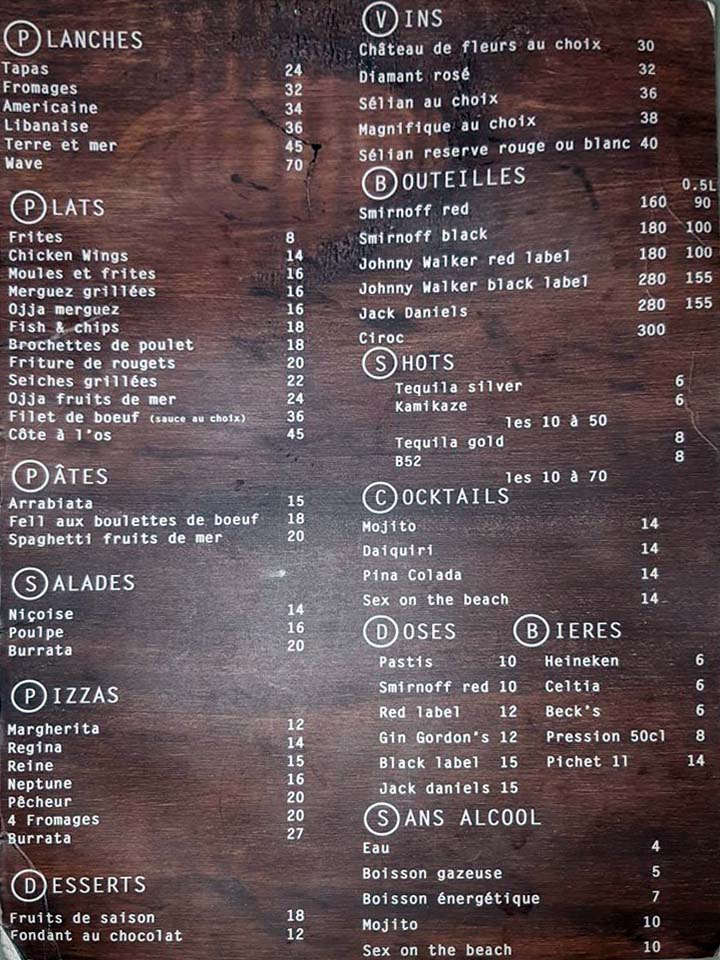 PLANCHES
Tapas 24
Fromages 32
Americaine 34
Libanaise 36
Terre et mer 45
Wave 70
PLATS
Frites 8
Chicken Wings 14
Moules et frites 16
Merguez grillées 16
Ojja merguez 16
Fish & chips 18
Brochettes de poulet 18
Friture de rougets 20
Seiches grillées 22
Ojja fruits de mer 24
Filet de boeuf (sauce au choix) 36
Côte à l'os 45
PÂTES
Arrabiata 15
Fell aux boulettes de boeuf 18
Spaghetti fruits de mer 20
SALADES
Niçoise 14
Poulpe 16
Burrata 20
PIZZAS
Margherita 12
Regina 14
Reine 15
Neptune 16
Pêcheur 20
4 Fromages 20
Burrata 27
DESSERTS
Fruits de saison 18
Fondant au chocolat 12
VINS
Château de fleurs au choix 30
Diamant rosé 32
Sélian au choix 36
Magnifique au choix 38
Sélian reserve rouge ou blanc 40
BOUTEILLES
0.5L
Smirnoff red 160 90
Smirnoff black 180 100
Johnny Walker red label 180 100
Johnny Walker black label 280 155
Jack Daniels 280 155
Ciroc 300
SHOTS
Tequila silver 6
Kamikaze 6
les 10 à 50
Tequila gold 8
B52 8
les 10 à 70
COCKTAILS
Mojito 14
Daiquiri 14
Pina Colada 14
Sex on the beach 14
DOSES
Pastis 10
Smirnoff red 10
Red label 12
Gin Gordon's 12
Black label 15
Jack daniels 15
BIERES
Heineken 6
Celtia 6
Beck's 6
Pression 50cl 8
Pichet 1l 14
SANS ALCOOL
Eau 4
Boisson gazeuse 5
Boisson énergétique 7
Mojito 10
Sex on the beach 10